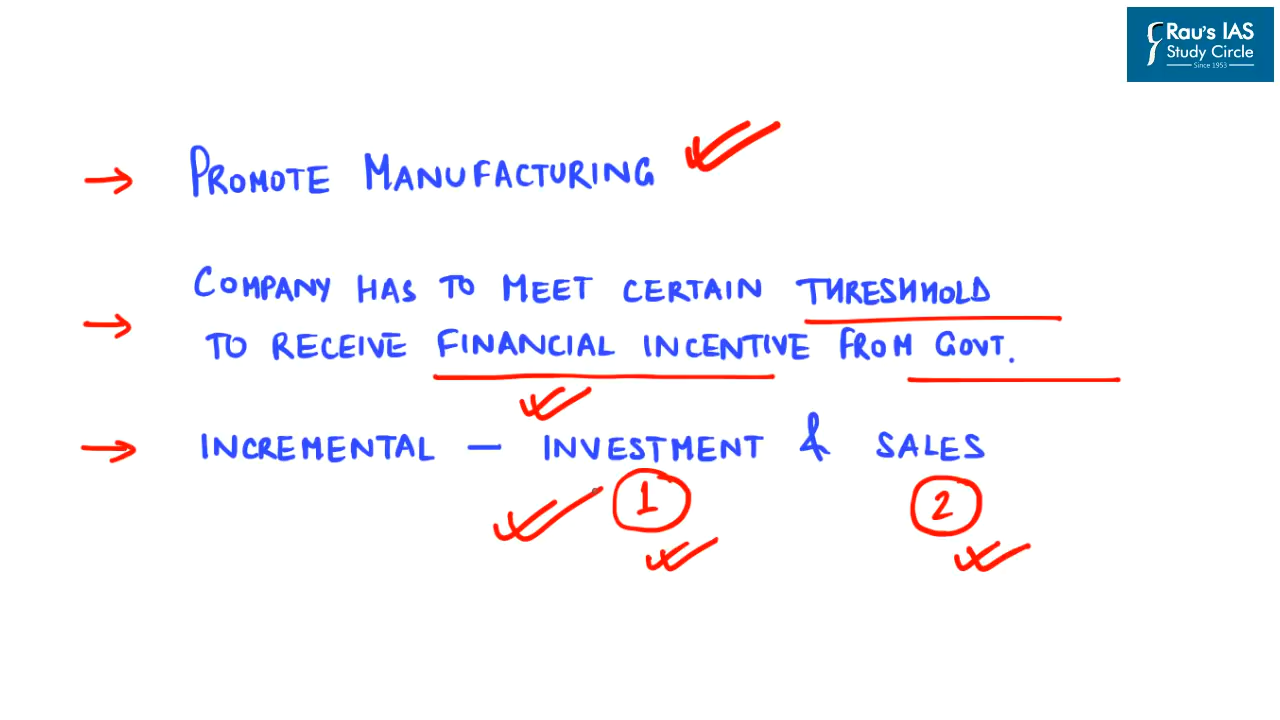 Rau's IAS
Study Circle
Since 1953
→ PROMOTE MANUFACTURING
COMPANY HAS TO MEET CERTAIN THRESHHOLD
→ TO RECEIVE FINANCIAL INCENTIVE FROM GOVT.
→ INCREMENTAL — INVESTMENT & SALES
1 2